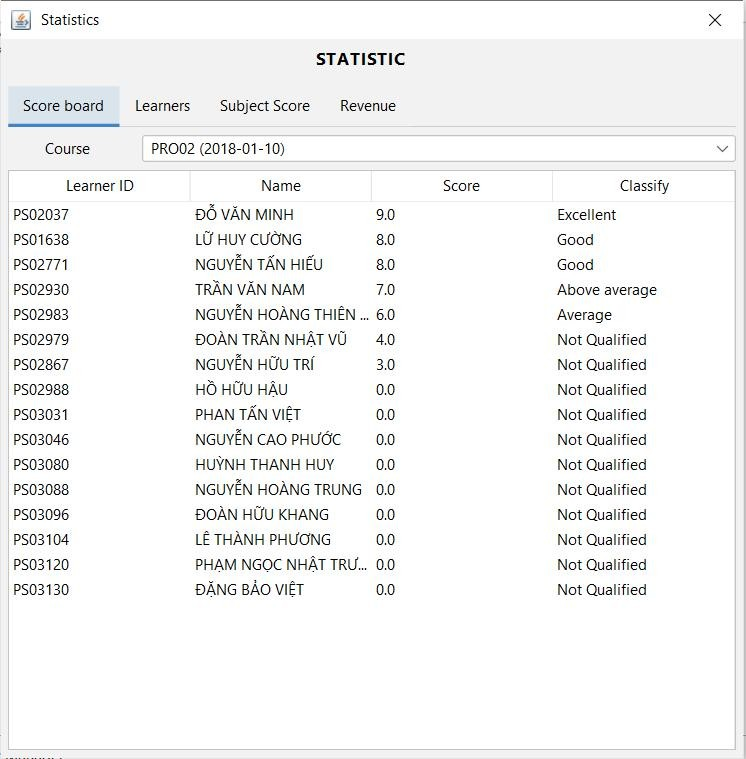 Statistics
STATISTIC
Score board Learners Subject Score Revenue
Course PRO02 (2018-01-10)
Learner ID Name Score Classify
PS02037 ĐỖ VĂN MINH 9.0 Excellent
PS01638 LỮ HUY CƯỜNG 8.0 Good
PS02771 NGUYỄN TẤN HIẾU 8.0 Good
PS02930 TRẦN VĂN NAM 7.0 Above average
PS02983 NGUYỄN HOÀNG THIÊN ... 6.0 Average
PS02979 ĐOÀN TRẦN NHẬT VŨ 4.0 Not Qualified
PS02867 NGUYỄN HỮU TRÍ 3.0 Not Qualified
PS02988 HỒ HỮU HẬU 0.0 Not Qualified
PS03031 PHAN TẤN VIỆT 0.0 Not Qualified
PS03046 NGUYỄN CAO PHƯỚC 0.0 Not Qualified
PS03080 HUỲNH THANH HUY 0.0 Not Qualified
PS03088 NGUYỄN HOÀNG TRUNG 0.0 Not Qualified
PS03096 ĐOÀN HỮU KHANG 0.0 Not Qualified
PS03104 LÊ THÀNH PHƯƠNG 0.0 Not Qualified
PS03120 PHẠM NGỌC NHẬT TRƯ... 0.0 Not Qualified
PS03130 ĐẶNG BẢO VIỆT 0.0 Not Qualified